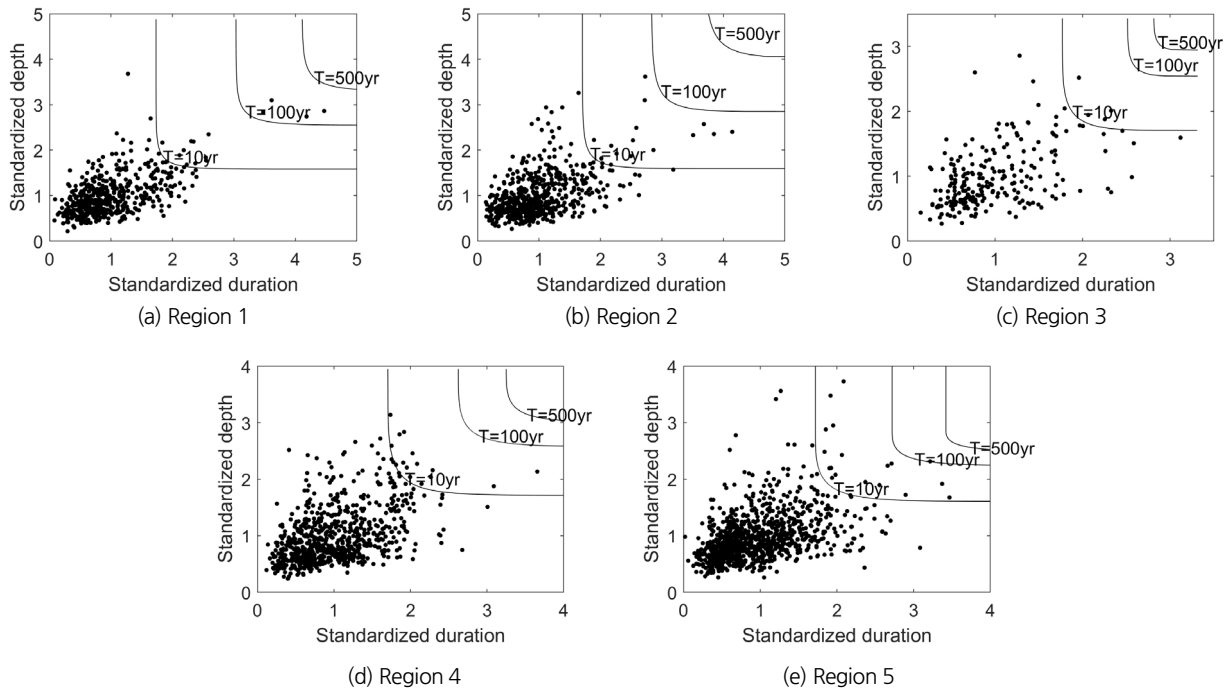 5
4
3
2
1
0
0 1 2 3 4 5
Standardized depth
Standardized duration
T=500yr
T=100yr
T=10yr
(a) Region 1
5
4
3
2
1
0
0 1 2 3 4 5
Standardized depth
Standardized duration
T=500yr
T=100yr
T=10yr
(b) Region 2
3
2
1
0
0 1 2 3
Standardized depth
Standardized duration
T=500yr
T=100yr
T=10yr
(c) Region 3
4
3
2
1
0
0 1 2 3 4
Standardized depth
Standardized duration
T=500yr
T=100yr
T=10yr
(d) Region 4
4
3
2
1
0
0 1 2 3 4
Standardized depth
Standardized duration
T=500yr
T=100yr
T=10yr
(e) Region 5